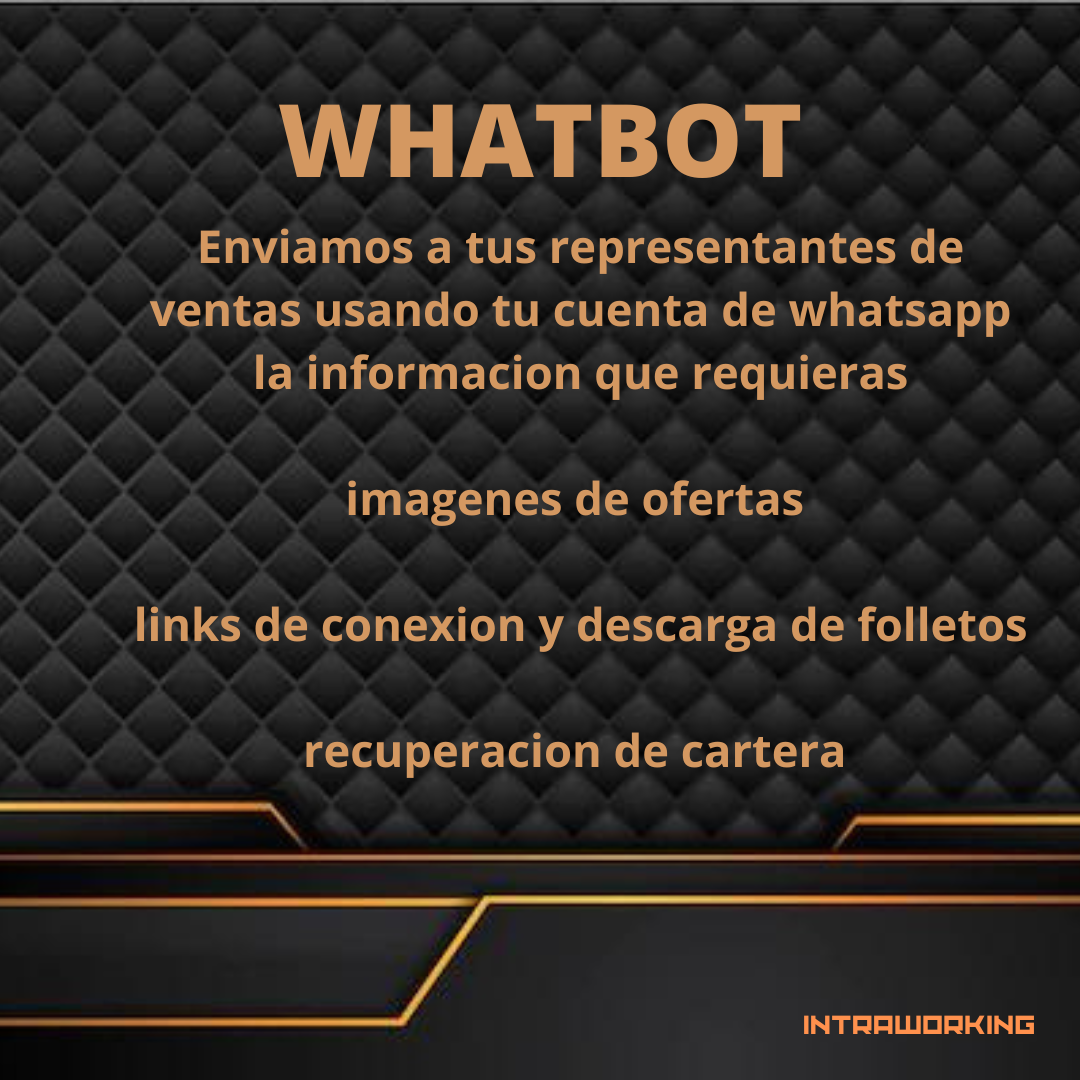 WHATBOT
Enviamos a tus representantes de
ventas usando tu cuenta de whatsapp
la informacion que requieras
imagenes de ofertas
links de conexion y descarga de folletos
recuperacion de cartera
INTRAWORKING